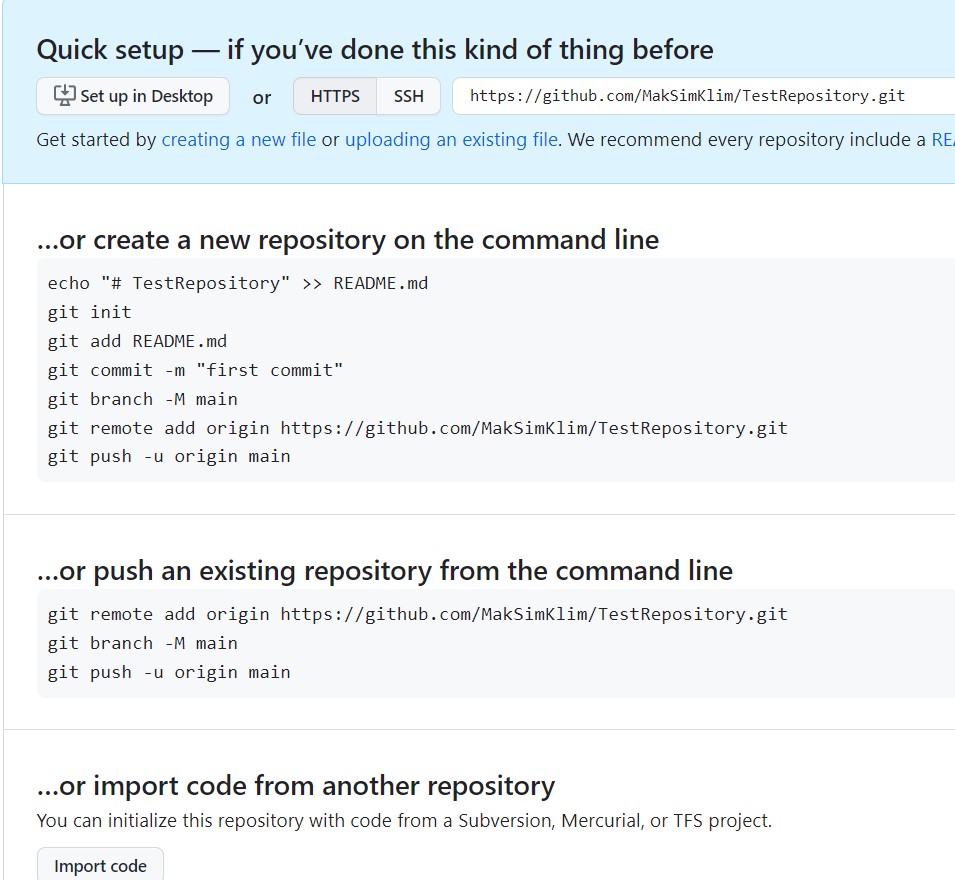 Quick setup — if you’ve done this kind of thing before
Set up in Desktop or HTTPS SSH https://github.com/MakSimKlim/TestRepository.git
Get started by creating a new file or uploading an existing file. We recommend every repository include a
…or create a new repository on the command line
echo "# TestRepository" >> README.md
git init
git add README.md
git commit -m "first commit"
git branch -M main
git remote add origin https://github.com/MakSimKlim/TestRepository.git
git push -u origin main
…or push an existing repository from the command line
git remote add origin https://github.com/MakSimKlim/TestRepository.git
git branch -M main
git push -u origin main
…or import code from another repository
You can initialize this repository with code from a Subversion, Mercurial, or TFS project.
Import code